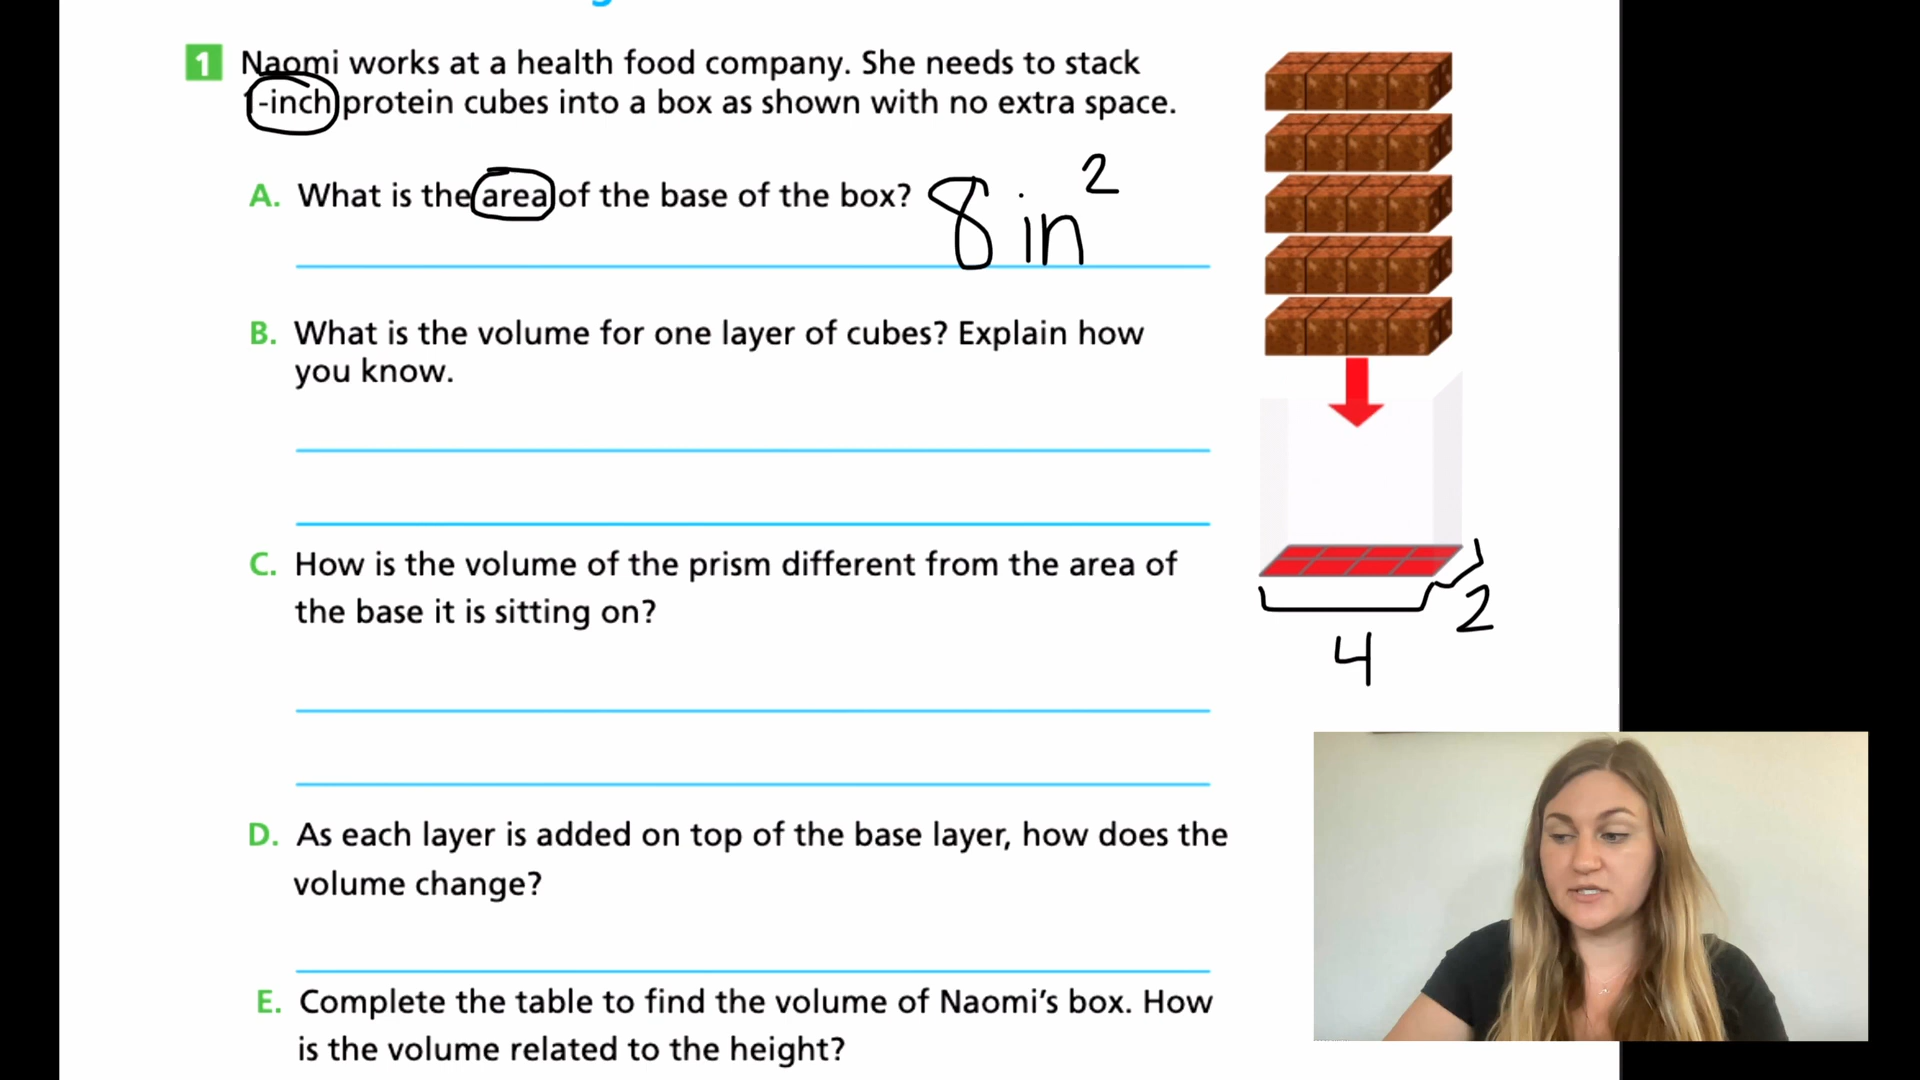 1 Naomi works at a health food company. She needs to stack
1-inch protein cubes into a box as shown with no extra space.
A. What is the area of the base of the box? 8 in²
B. What is the volume for one layer of cubes? Explain how
you know.
C. How is the volume of the prism different from the area of
the base it is sitting on?
2
4
D. As each layer is added on top of the base layer, how does the
volume change?
E. Complete the table to find the volume of Naomi's box. How
is the volume related to the height?